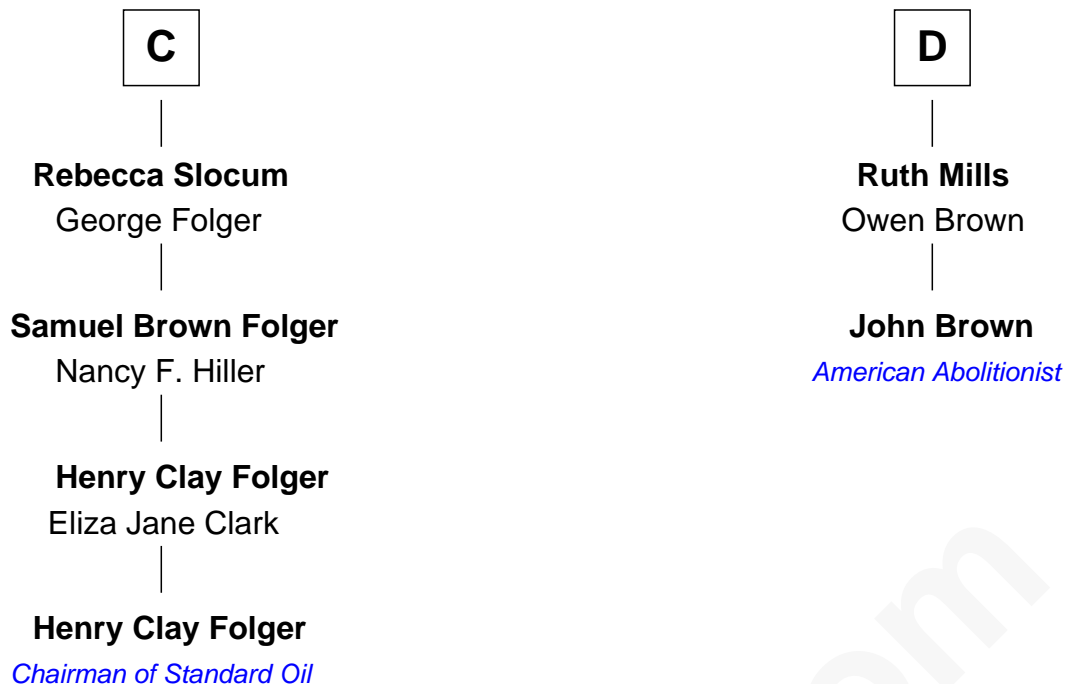 C
Rebecca Slocum
George Folger
Samuel Brown Folger
Nancy F. Hiller
Henry Clay Folger
Eliza Jane Clark
Henry Clay Folger
Chairman of Standard Oil
D
Ruth Mills
Owen Brown
John Brown
American Abolitionist
om